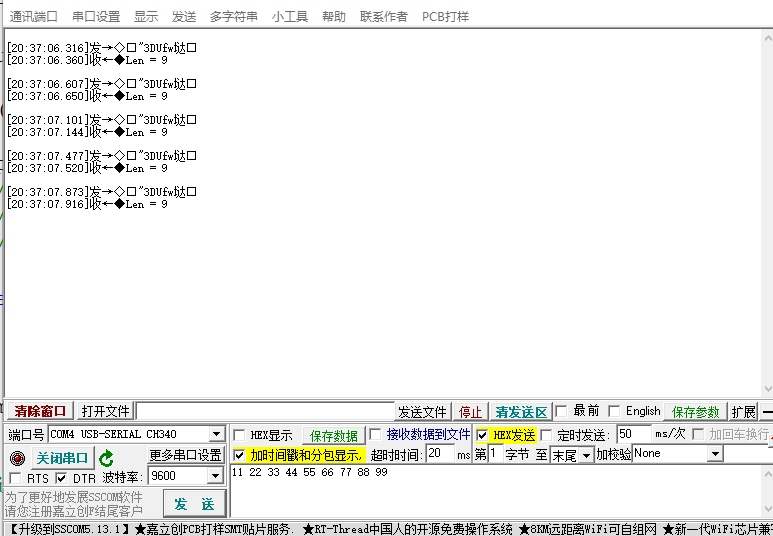 通讯端口 串口设置 显示 发送 多字符串 小工具 帮助 联系作者 PCB打样
[20:37:06.316]发→◇□"3DUfw垯□
[20:37:06.360]收←◆Len = 9
[20:37:06.607]发→◇□"3DUfw垯□
[20:37:06.650]收←◆Len = 9
[20:37:07.101]发→◇□"3DUfw垯□
[20:37:07.144]收←◆Len = 9
[20:37:07.477]发→◇□"3DUfw垯□
[20:37:07.520]收←◆Len = 9
[20:37:07.873]发→◇□"3DUfw垯□
[20:37:07.916]收←◆Len = 9
清除窗口 打开文件 发送文件 停止 清发送区 最前 English 保存参数 扩展
端口号 COM4 USB-SERIAL CH340 HEX显示 保存数据 接收数据到文件 HEX发送 定时发送: 50 ms/次 加回车换行
关闭串口 更多串口设置 加时间戳和分包显示, 超时时间: 20 ms 第 1 字节 至 末尾 加校验 None
RTS DTR 波特率: 9600
11 22 33 44 55 66 77 88 99
为了更好地发展SSCOM软件
请您注册嘉立创F结尾客户
发 送
【升级到SSCOM5.13.1】★嘉立创PCB打样SMT贴片服务. ★RT-Thread中国人的开源免费操作系统 ★8KM远距离WiFi可自组网 ★新一代WiFi芯片兼